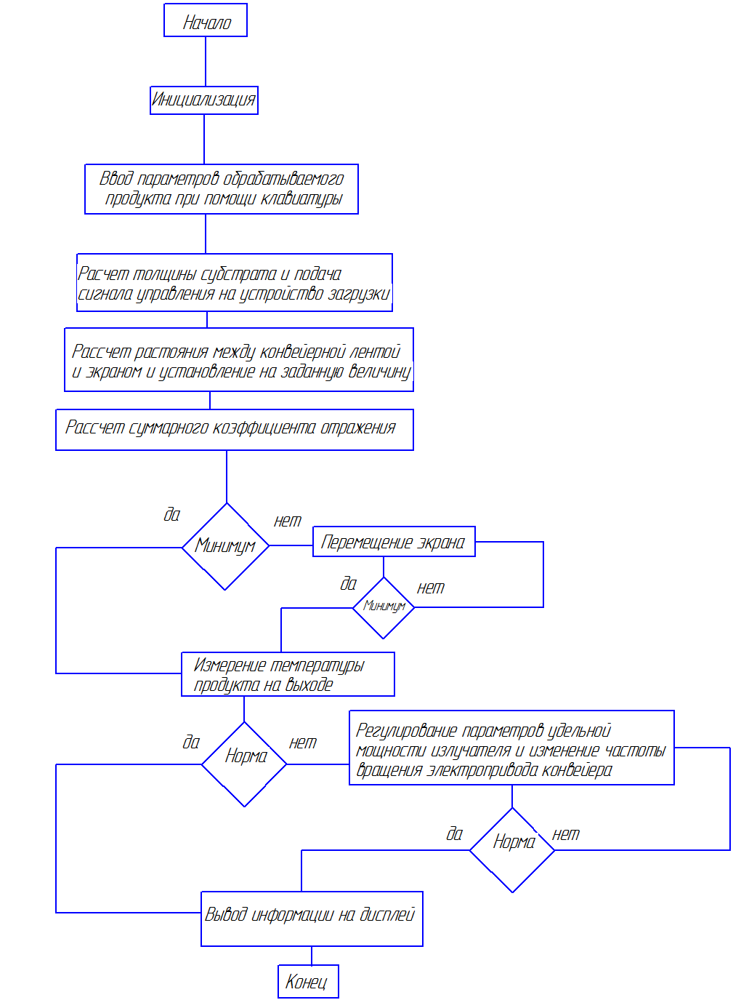 Начало
Инициализация
Ввод параметров обрабатываемого
продукта при помощи клавиатуры
Расчет толщины субстрата и подача
сигнала управления на устройство загрузки
Рассчет растояния между конвейерной лентой
и экраном и установление на заданную величину
Рассчет суммарного коэффициента отражения
да
нет
Минимум
Перемещение экрана
да
нет
Минимум
Измерение температуры
продукта на выходе
да
нет
Норма
Регулирование параметров удельной
мощности излучателя и изменение частоты
вращения электропривода конвейера
да
нет
Норма
Вывод информации на дисплей
Конец